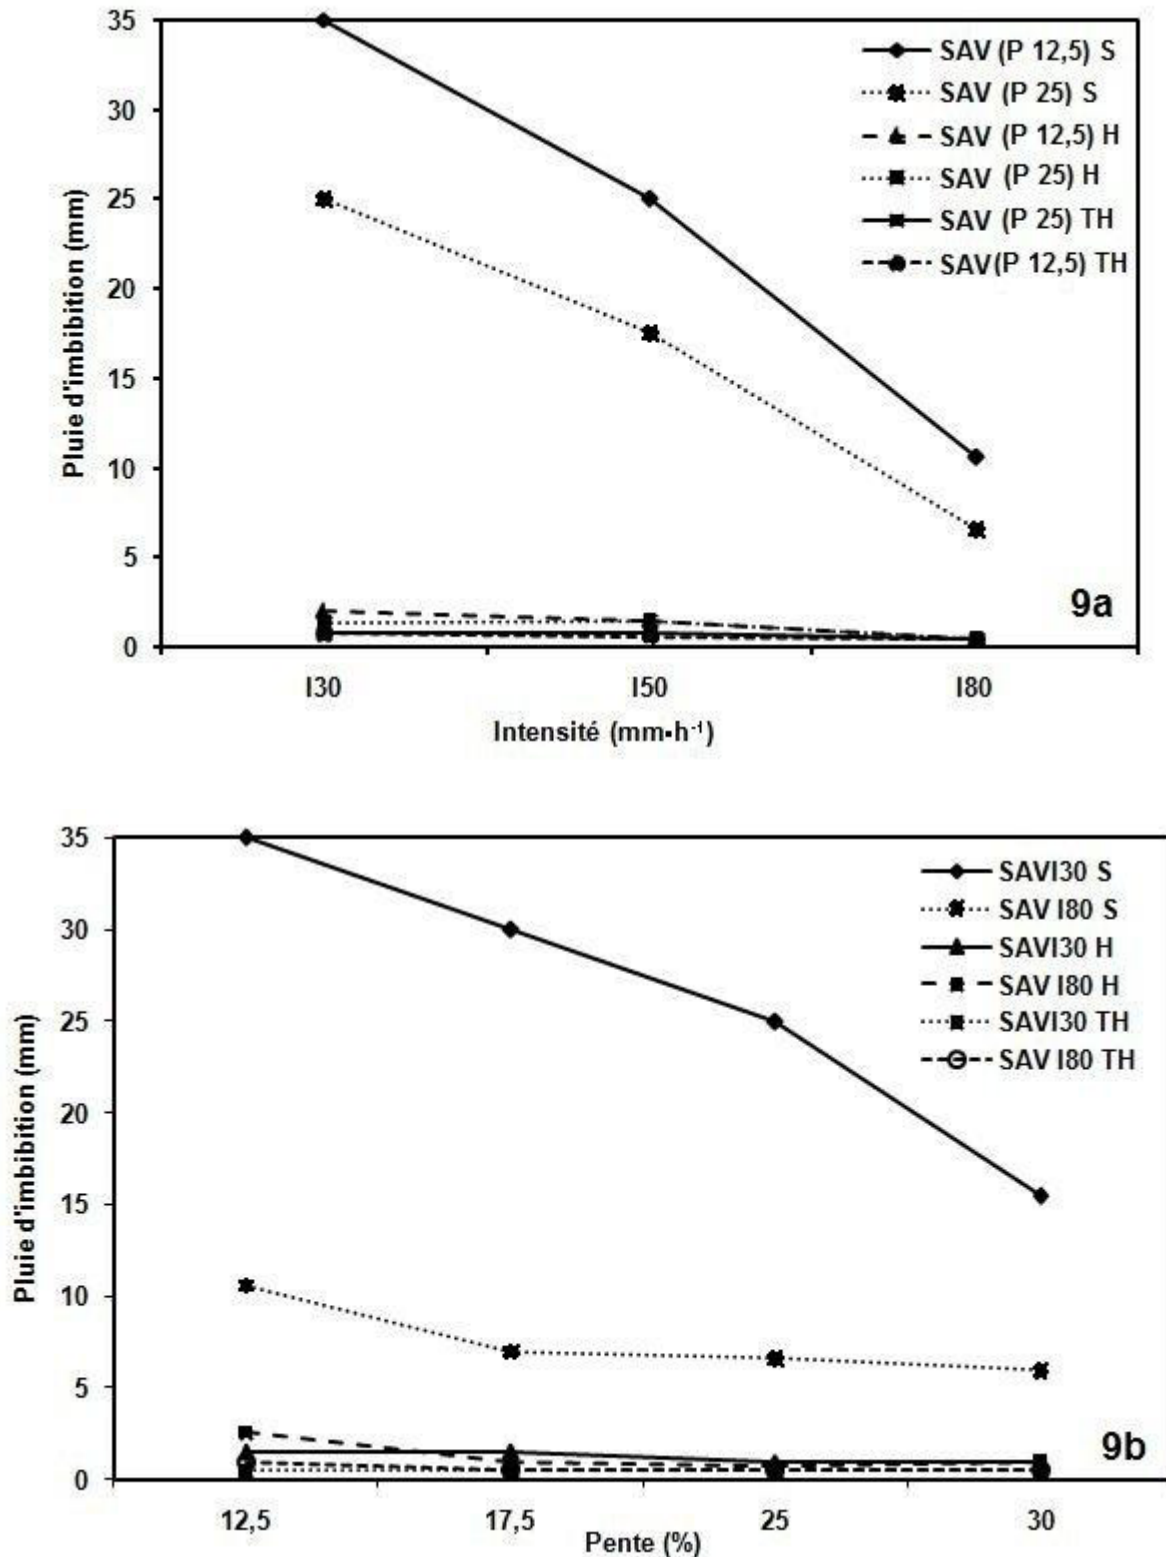 35
30
25
20
15
10
5
0
Pluie d'imbibition (mm)
SAV (P 12,5) S
SAV (P 25) S
SAV (P 12,5) H
SAV (P 25) H
SAV (P 25) TH
SAV(P 12,5) TH
9a
I30 I50 I80
Intensité (mm▪h⁻¹)
35
30
25
20
15
10
5
0
Pluie d'imbibition (mm)
SAVI30 S
SAV I80 S
SAVI30 H
SAV I80 H
SAVI30 TH
SAV I80 TH
9b
12,5 17,5 25 30
Pente (%)